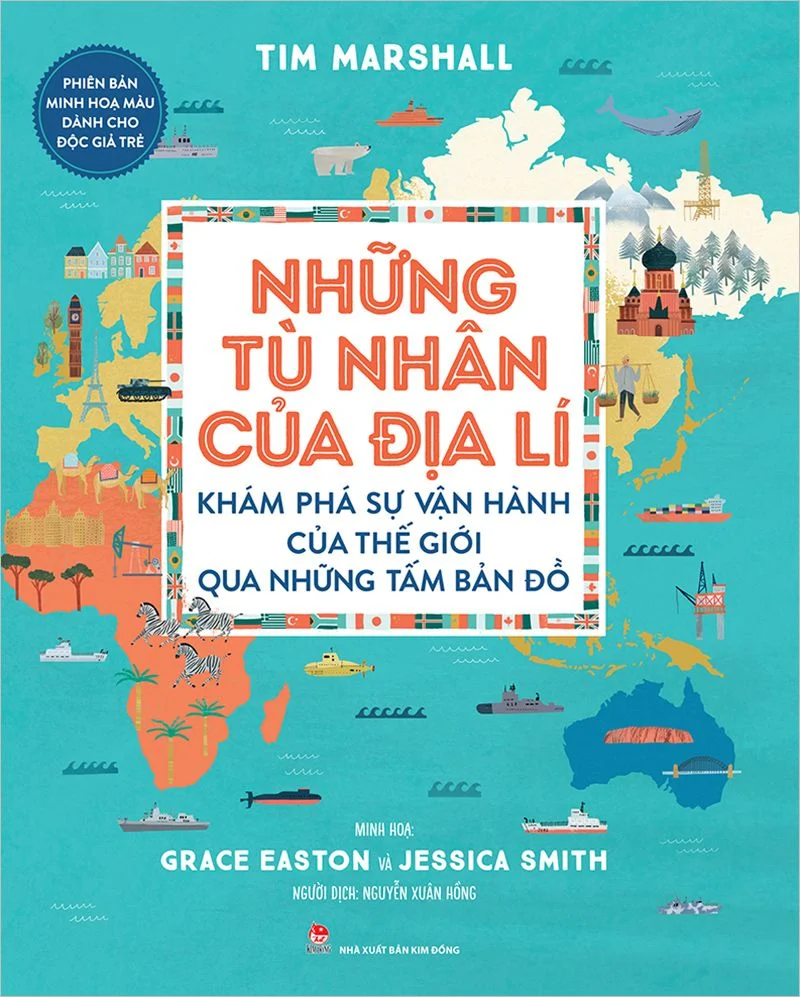 TIM MARSHALL
PHIÊN BẢN
MINH HOẠ MÀU
DÀNH CHO
ĐỘC GIẢ TRẺ
NHỮNG
TÙ NHÂN
CỦA ĐỊA LÍ
KHÁM PHÁ SỰ VẬN HÀNH
CỦA THẾ GIỚI
QUA NHỮNG TẤM BẢN ĐỒ
MINH HOẠ:
GRACE EASTON VÀ JESSICA SMITH
NGƯỜI DỊCH: NGUYỄN XUÂN HỒNG
KIM ĐỒNG
NHÀ XUẤT BẢN KIM ĐỒNG